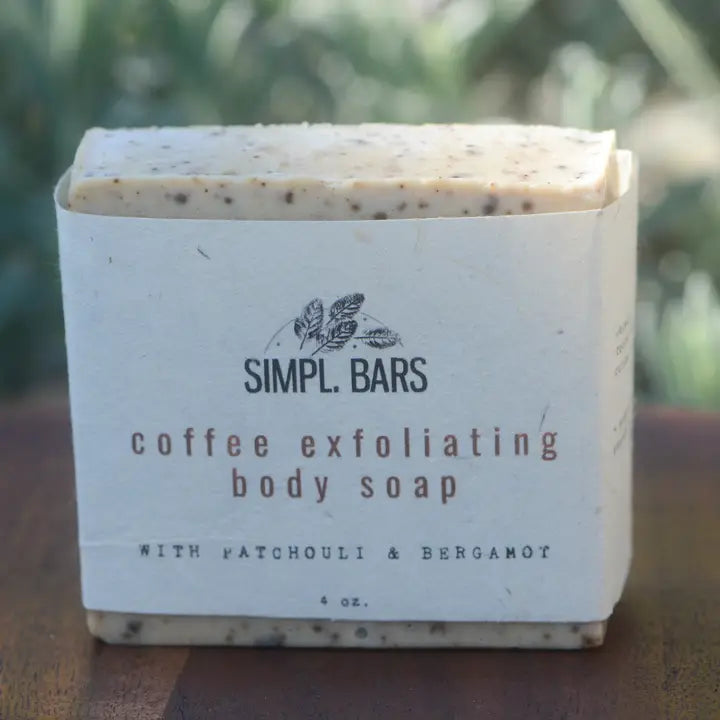 SIMPL. BARS
coffee exfoliating
body soap
WITH PATCHOULI & BERGAMOT
4 oz.